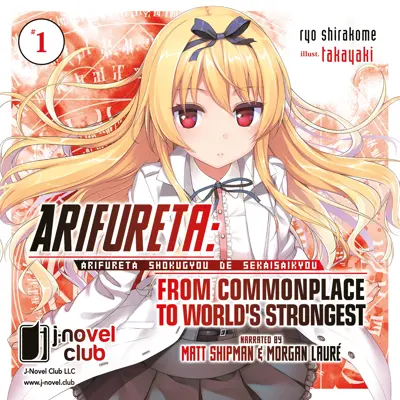 #1
ryo shirakome
illust. takayaki
ARIFURETA:
ARIFURETA SHOKUGYOU DE SEKAISAIKYOU
FROM COMMONPLACE
TO WORLD'S STRONGEST
NARRATED BY
MATT SHIPMAN & MORGAN LAURÉ
j-novel
club
J-Novel Club LLC
www.j-novel.club